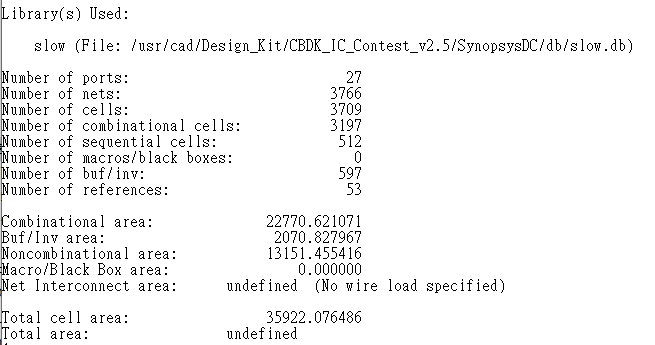 Library(s) Used:
slow (File: /usr/cad/Design_Kit/CBDK_IC_Contest_v2.5/SynopsysDC/db/slow.db)
Number of ports: 27
Number of nets: 3766
Number of cells: 3709
Number of combinational cells: 3197
Number of sequential cells: 512
Number of macros/black boxes: 0
Number of buf/inv: 597
Number of references: 53
Combinational area: 22770.621071
Buf/Inv area: 2070.827967
Noncombinational area: 13151.455416
Macro/Black Box area: 0.000000
Net Interconnect area: undefined (No wire load specified)
Total cell area: 35922.076486
Total area: undefined